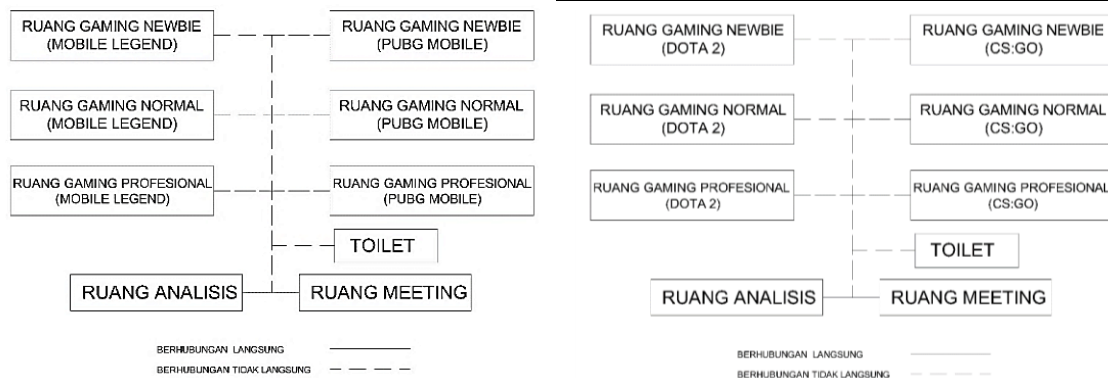 RUANG GAMING NEWBIE
(MOBILE LEGEND)
RUANG GAMING NEWBIE
(PUBG MOBILE)
RUANG GAMING NORMAL
(MOBILE LEGEND)
RUANG GAMING NORMAL
(PUBG MOBILE)
RUANG GAMING PROFESIONAL
(MOBILE LEGEND)
RUANG GAMING PROFESIONAL
(PUBG MOBILE)
TOILET
RUANG ANALISIS
RUANG MEETING
BERHUBUNGAN LANGSUNG
BERHUBUNGAN TIDAK LANGSUNG
RUANG GAMING NEWBIE
(DOTA 2)
RUANG GAMING NEWBIE
(CS:GO)
RUANG GAMING NORMAL
(DOTA 2)
RUANG GAMING NORMAL
(CS:GO)
RUANG GAMING PROFESIONAL
(DOTA 2)
RUANG GAMING PROFESIONAL
(CS:GO)
TOILET
RUANG ANALISIS
RUANG MEETING
BERHUBUNGAN LANGSUNG
BERHUBUNGAN TIDAK LANGSUNG